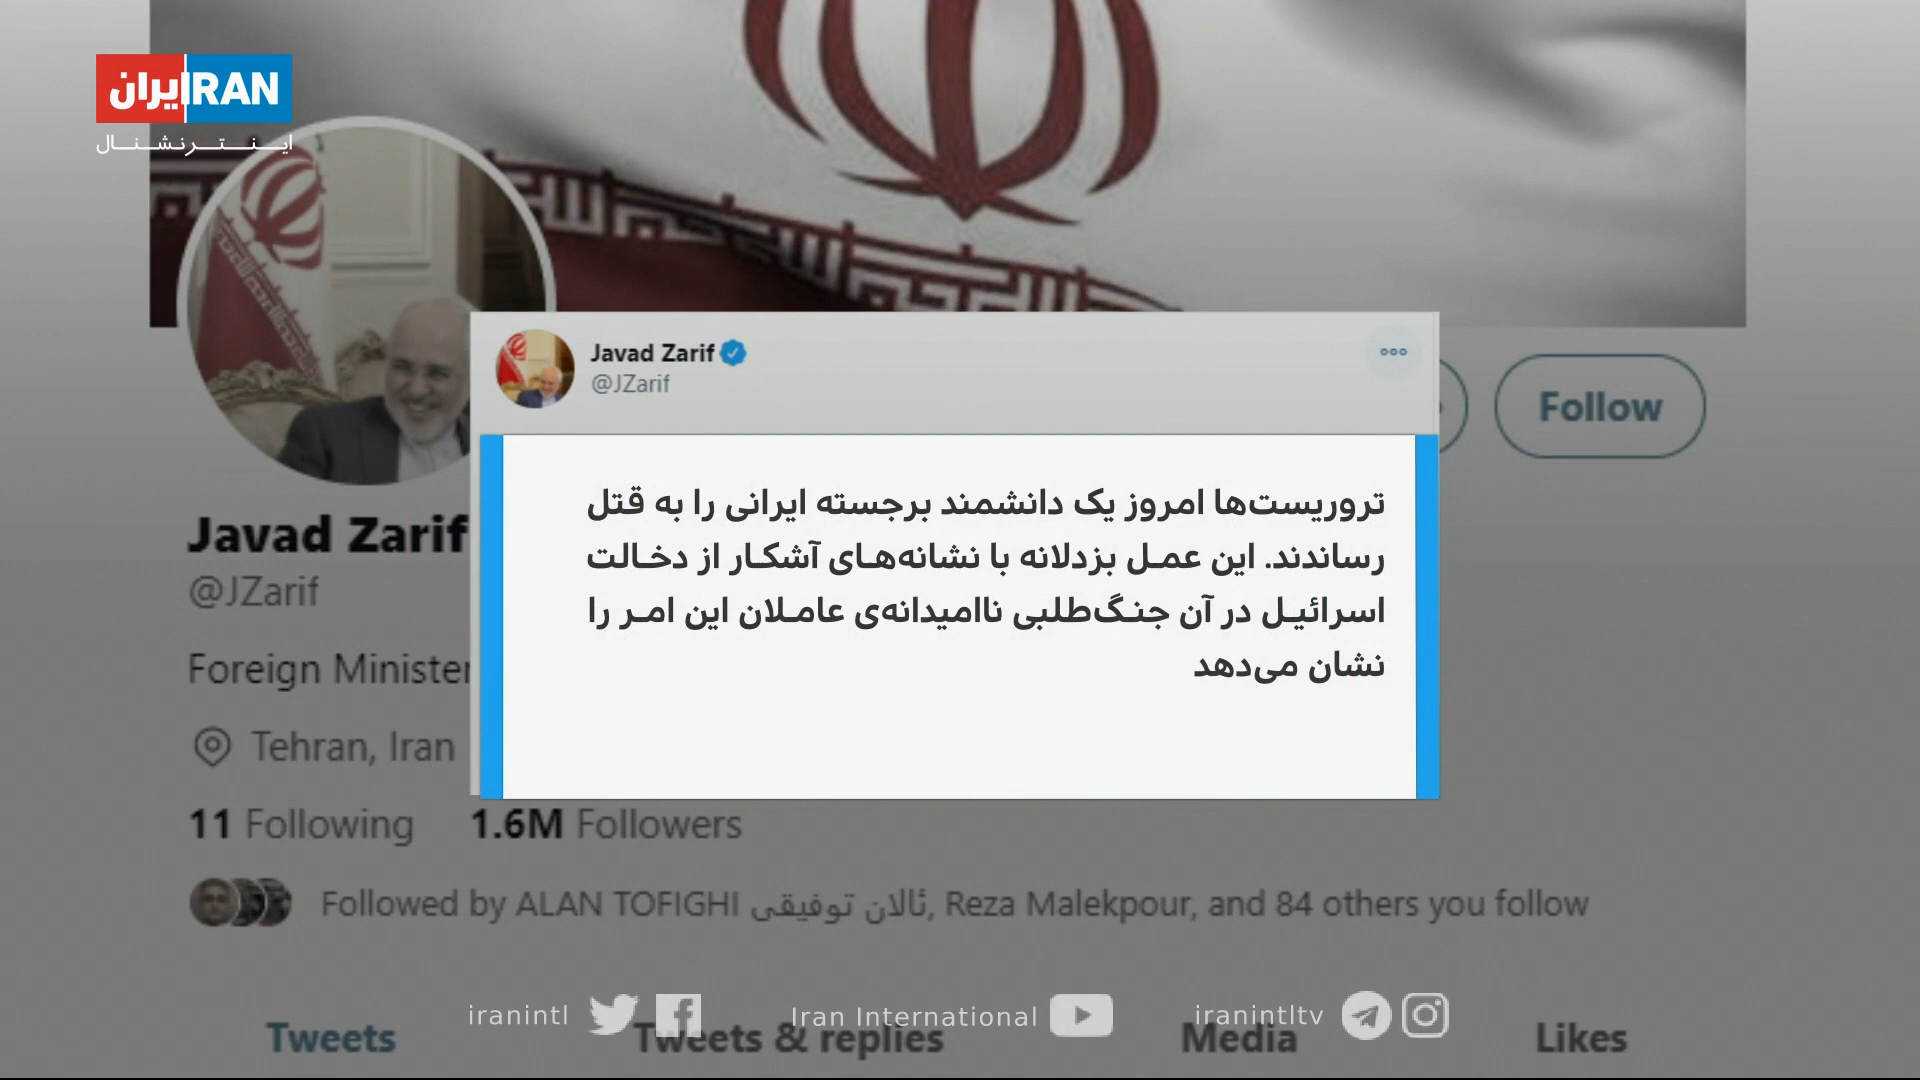 ایران IRAN
اینترنشنال
Javad Zarif
@JZarif
تروریست‌ها امروز یک دانشمند برجسته ایرانی را به قتل
رساندند. این عمل بزدلانه با نشانه‌های آشکار از دخالت
اسرائیل در آن جنگ‌طلبی ناامیدانه‌ی عاملان این امر را
نشان می‌دهد
Follow
Javad Zarif
@JZarif
Foreign Minister
Tehran, Iran
11 Following 1.6M Followers
Followed by ALAN TOFIGHI ئالان توفیقی, Reza Malekpour, and 84 others you follow
iranintl Iran International iranintltv
Tweets Tweets & replies Media Likes